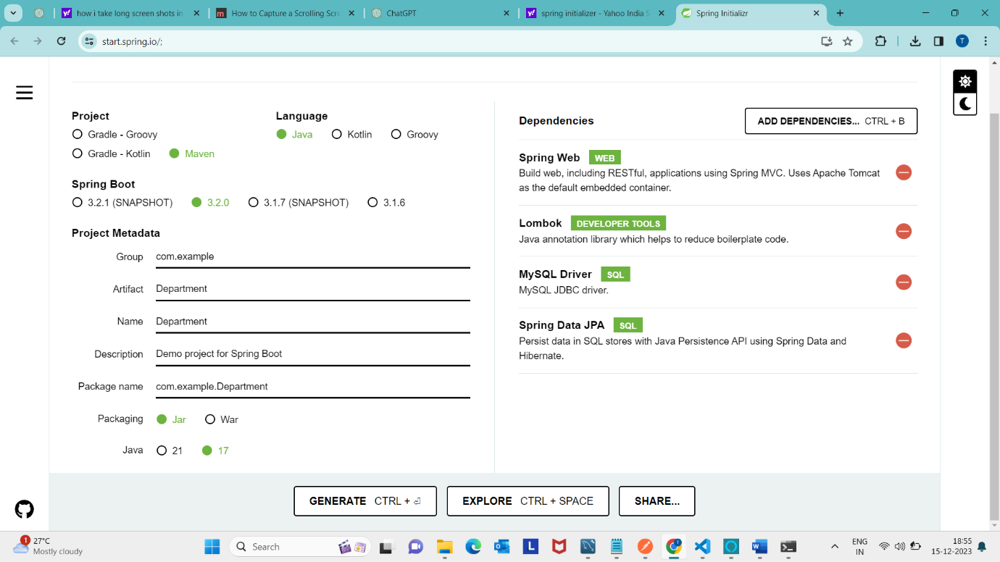 how i take long screen shots in
How to Capture a Scrolling Scre
ChatGPT
spring initializer - Yahoo India S
Spring Initializr
start.spring.io/;
T
Project
Gradle - Groovy
Gradle - Kotlin
Maven
Language
Java
Kotlin
Groovy
Spring Boot
3.2.1 (SNAPSHOT)
3.2.0
3.1.7 (SNAPSHOT)
3.1.6
Project Metadata
Group
com.example
Artifact
Department
Name
Department
Description
Demo project for Spring Boot
Package name
com.example.Department
Packaging
Jar
War
Java
21
17
Dependencies
ADD DEPENDENCIES... CTRL + B
Spring Web WEB
Build web, including RESTful, applications using Spring MVC. Uses Apache Tomcat
as the default embedded container.
Lombok DEVELOPER TOOLS
Java annotation library which helps to reduce boilerplate code.
MySQL Driver SQL
MySQL JDBC driver.
Spring Data JPA SQL
Persist data in SQL stores with Java Persistence API using Spring Data and
Hibernate.
GENERATE CTRL + ⏎
EXPLORE CTRL + SPACE
SHARE...
1
27°C
Mostly cloudy
Search
L
W
ENG
IN
18:55
15-12-2023